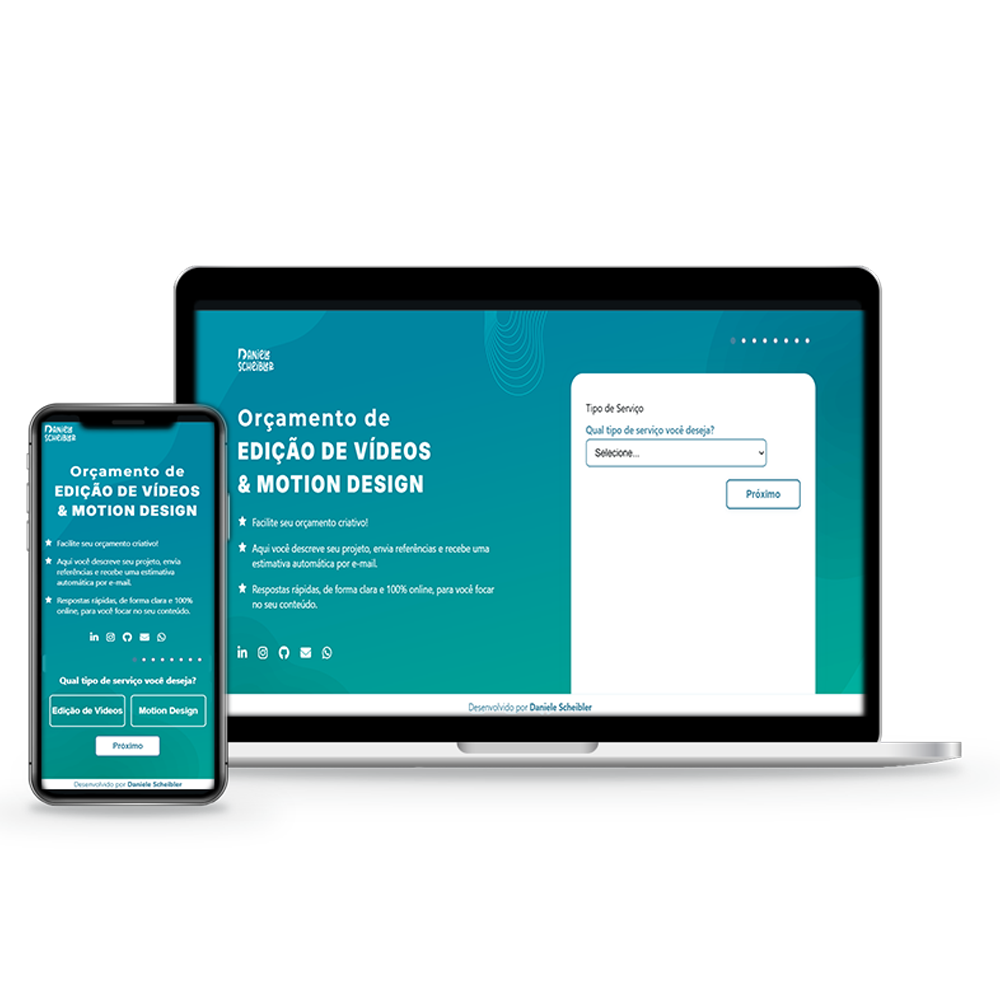 DANIELE
SCHEIBLER
Orçamento de
EDIÇÃO DE VÍDEOS
& MOTION DESIGN
Facilite seu orçamento criativo!
Aqui você descreve seu projeto, envia
referências e recebe uma estimativa
automática por e-mail.
Respostas rápidas, de forma clara e 100%
online, para você focar no seu conteúdo.
in
Qual tipo de serviço você deseja?
Edição de Vídeos
Motion Design
Próximo
Desenvolvido por Daniele Scheibler
DANIELE
SCHEIBLER
Orçamento de
EDIÇÃO DE VÍDEOS
& MOTION DESIGN
Facilite seu orçamento criativo!
Aqui você descreve seu projeto, envia referências e recebe uma
estimativa automática por e-mail.
Respostas rápidas, de forma clara e 100% online, para você focar
no seu conteúdo.
in
Tipo de Serviço
Qual tipo de serviço você deseja?
Selecione...
Próximo
Desenvolvido por Daniele Scheibler